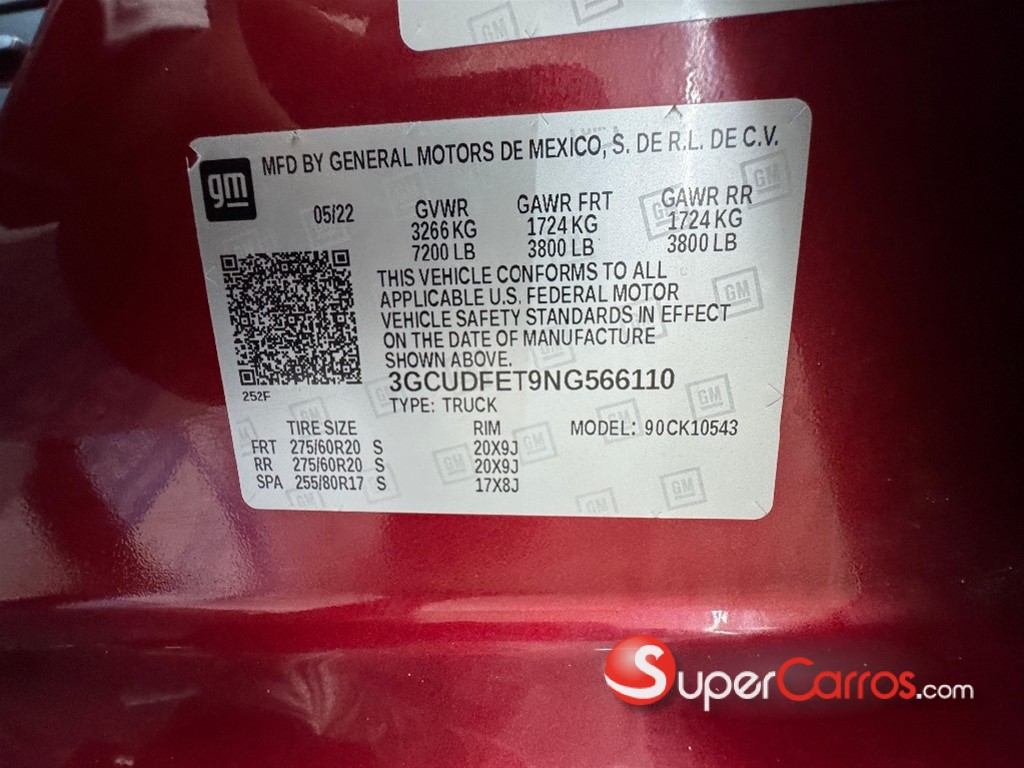 GM
gm
MFD BY GENERAL MOTORS DE MEXICO, S. DE R.L. DE C.V.
05/22
GVWR GAWR FRT GAWR RR
3266 KG 1724 KG 1724 KG
7200 LB 3800 LB 3800 LB
THIS VEHICLE CONFORMS TO ALL
APPLICABLE U.S. FEDERAL MOTOR
VEHICLE SAFETY STANDARDS IN EFFECT
ON THE DATE OF MANUFACTURE
SHOWN ABOVE.
3GCUDFET9NG566110
252F
TYPE: TRUCK
TIRE SIZE RIM MODEL: 90CK10543
FRT 275/60R20 S 20X9J
RR 275/60R20 S 20X9J
SPA 255/80R17 S 17X8J
SuperCarros.com